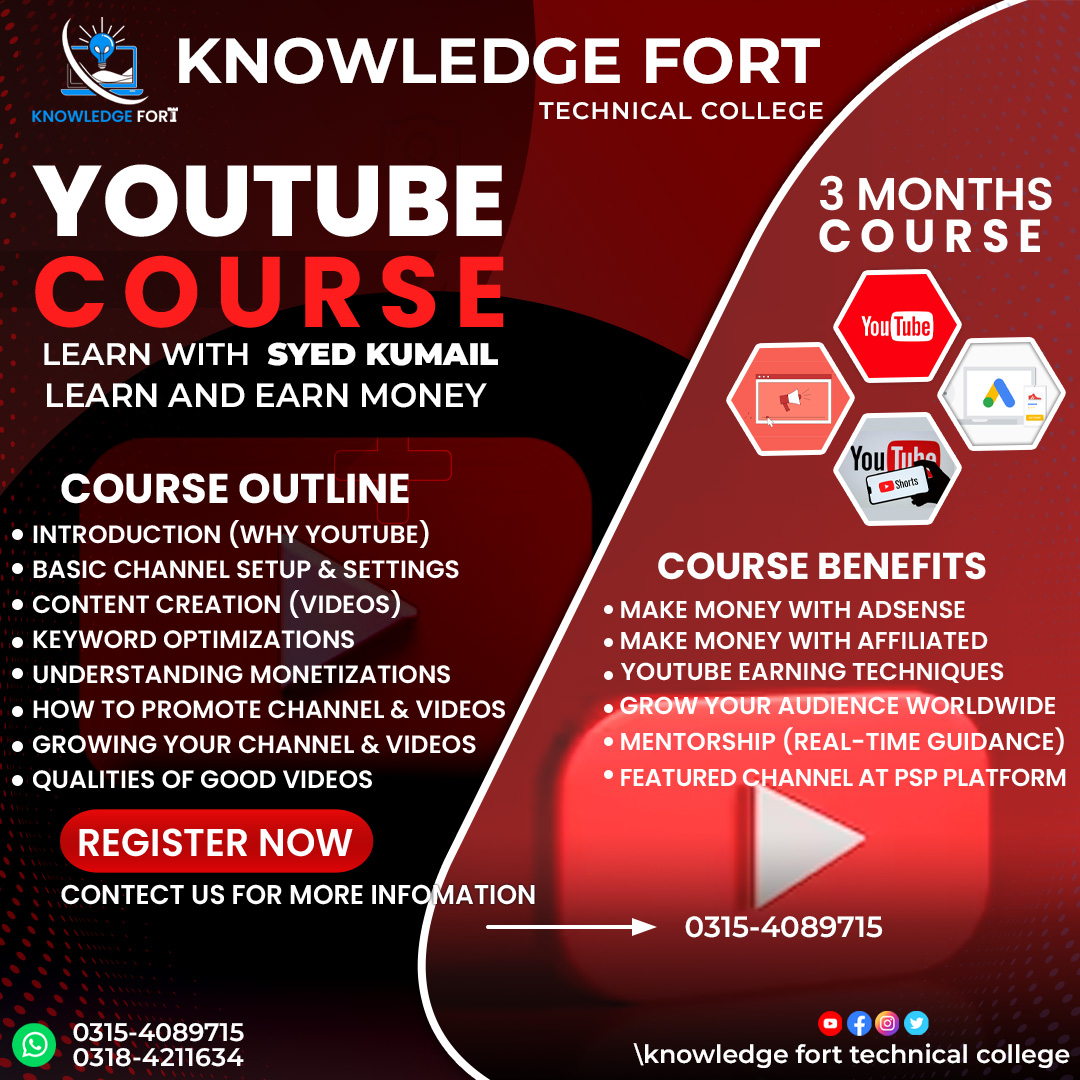 KNOWLEDGE FORT
KNOWLEDGE FORT
TECHNICAL COLLEGE
YOUTUBE
COURSE
LEARN WITH SYED KUMAIL
LEARN AND EARN MONEY
3 MONTHS
COURSE
YouTube
YouTube
Shorts
COURSE OUTLINE
• INTRODUCTION (WHY YOUTUBE)
• BASIC CHANNEL SETUP & SETTINGS
• CONTENT CREATION (VIDEOS)
• KEYWORD OPTIMIZATIONS
• UNDERSTANDING MONETIZATIONS
• HOW TO PROMOTE CHANNEL & VIDEOS
• GROWING YOUR CHANNEL & VIDEOS
• QUALITIES OF GOOD VIDEOS
COURSE BENEFITS
• MAKE MONEY WITH ADSENSE
• MAKE MONEY WITH AFFILIATED
• YOUTUBE EARNING TECHNIQUES
• GROW YOUR AUDIENCE WORLDWIDE
• MENTORSHIP (REAL-TIME GUIDANCE)
• FEATURED CHANNEL AT PSP PLATFORM
REGISTER NOW
CONTECT US FOR MORE INFOMATION
0315-4089715
0315-4089715
0318-4211634
\knowledge fort technical college